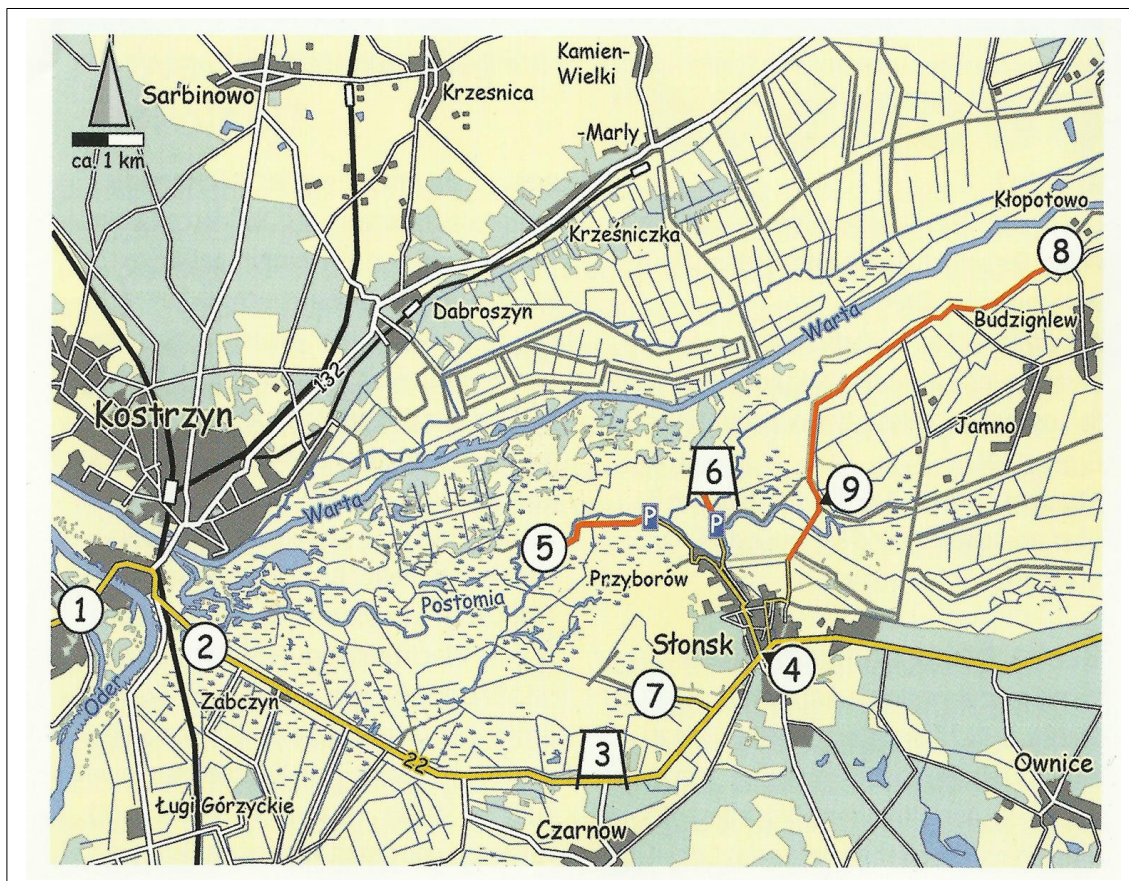 Kamien-
Wielki
Sarbinowo
Krzesnica
-Marly
ca. 1 km
Kłopotowo
8
Krześniczka
Dabroszyn
Budzignlew
Warta
132
Kostrzyn
Jamno
6
9
Warta
P
P
5
Przyborów
1
Postomia
2
Słonsk
4
Oder
Zabczyn
7
22
3
Ownice
Ługi Górzyckie
Czarnow